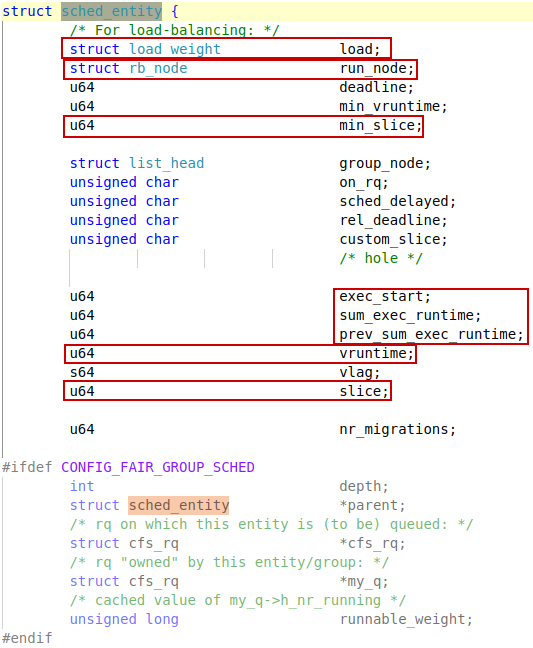 struct sched_entity {
/* For load-balancing: */
struct load_weight load;
struct rb_node run_node;
u64 deadline;
u64 min_vruntime;
u64 min_slice;
struct list_head group_node;
unsigned char on_rq;
unsigned char sched_delayed;
unsigned char rel_deadline;
unsigned char custom_slice;
/* hole */
u64 exec_start;
u64 sum_exec_runtime;
u64 prev_sum_exec_runtime;
u64 vruntime;
s64 vlag;
u64 slice;
u64 nr_migrations;
#ifdef CONFIG_FAIR_GROUP_SCHED
int depth;
struct sched_entity *parent;
/* rq on which this entity is (to be) queued: */
struct cfs_rq *cfs_rq;
/* rq "owned" by this entity/group: */
struct cfs_rq *my_q;
/* cached value of my_q->h_nr_running */
unsigned long runnable_weight;
#endif